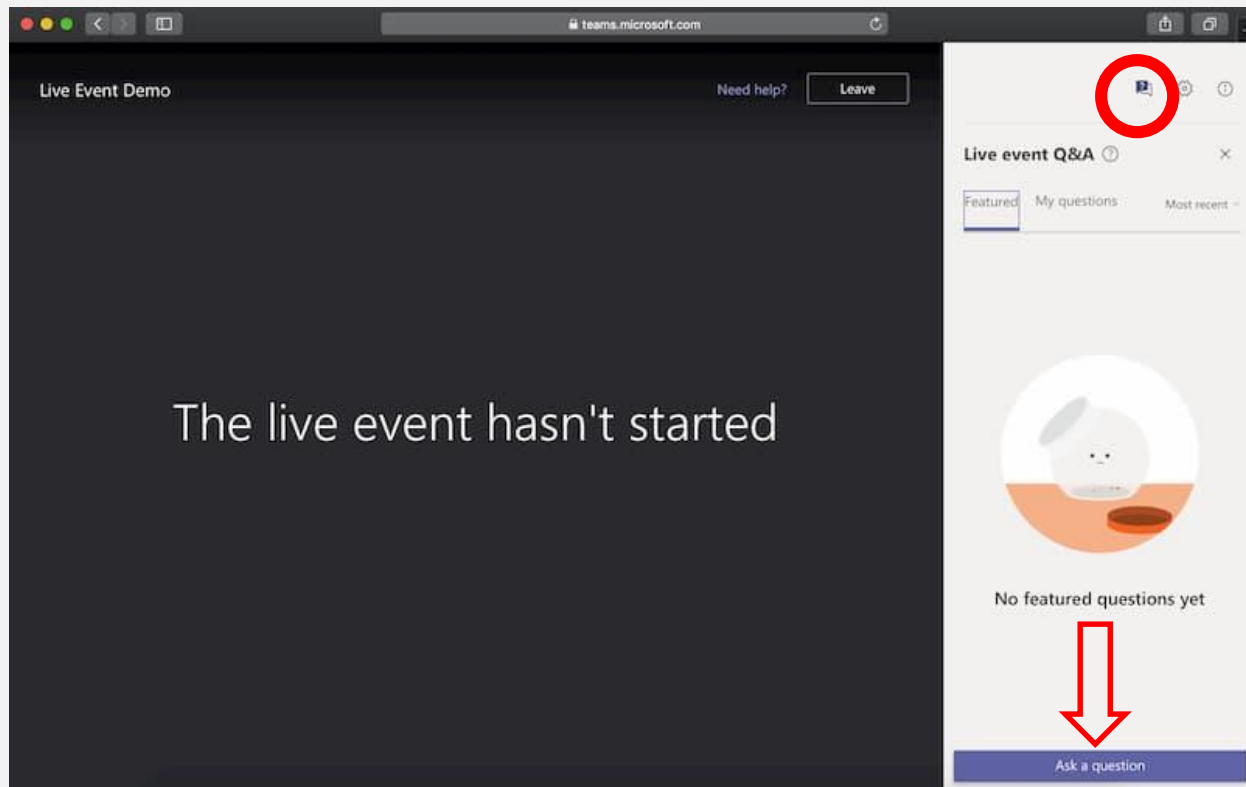 teams.microsoft.com
Live Event Demo
Need help?
Leave
The live event hasn't started
Live event Q&A
Featured
My questions
Most recent
No featured questions yet
Ask a question